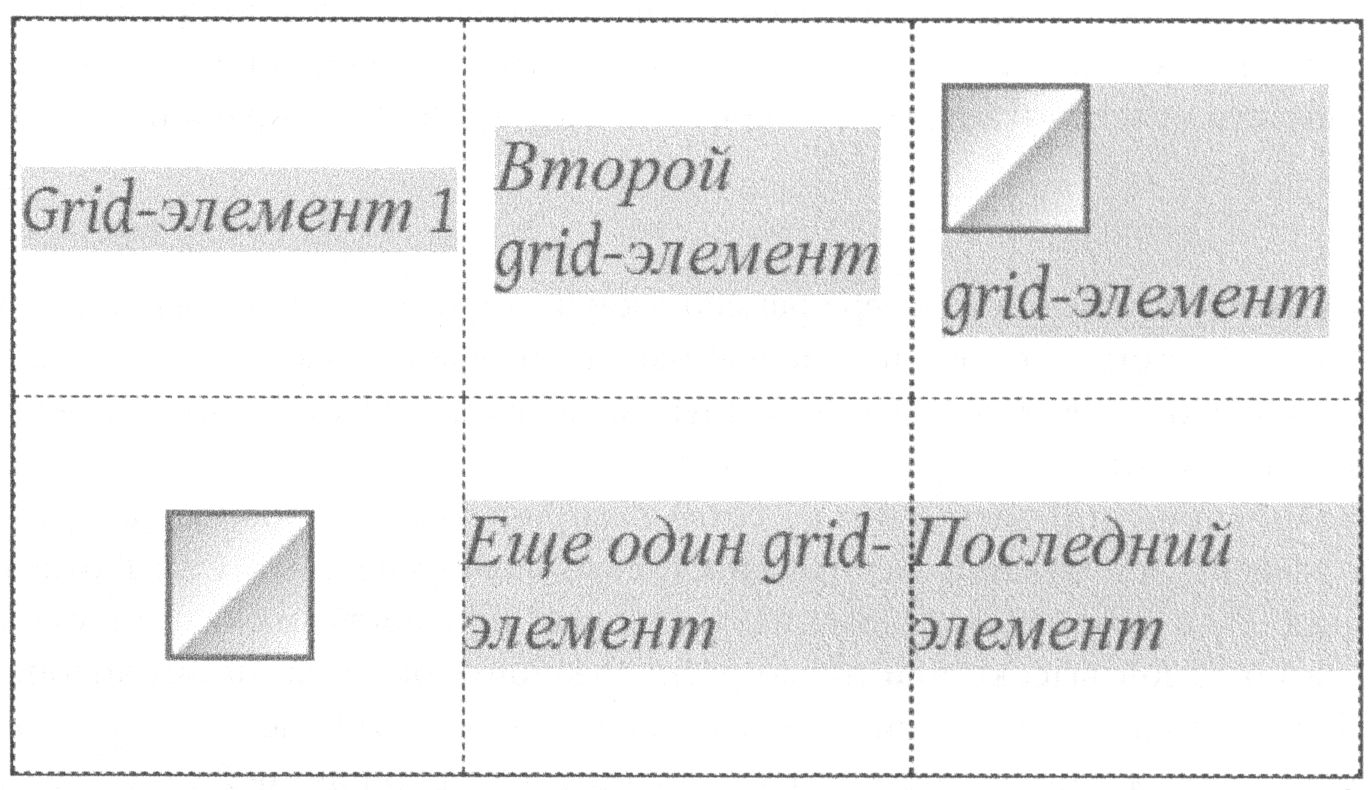 Grid-элемент 1
Второй
grid-элемент
grid-элемент
Еще один grid-
элемент
Последний
элемент